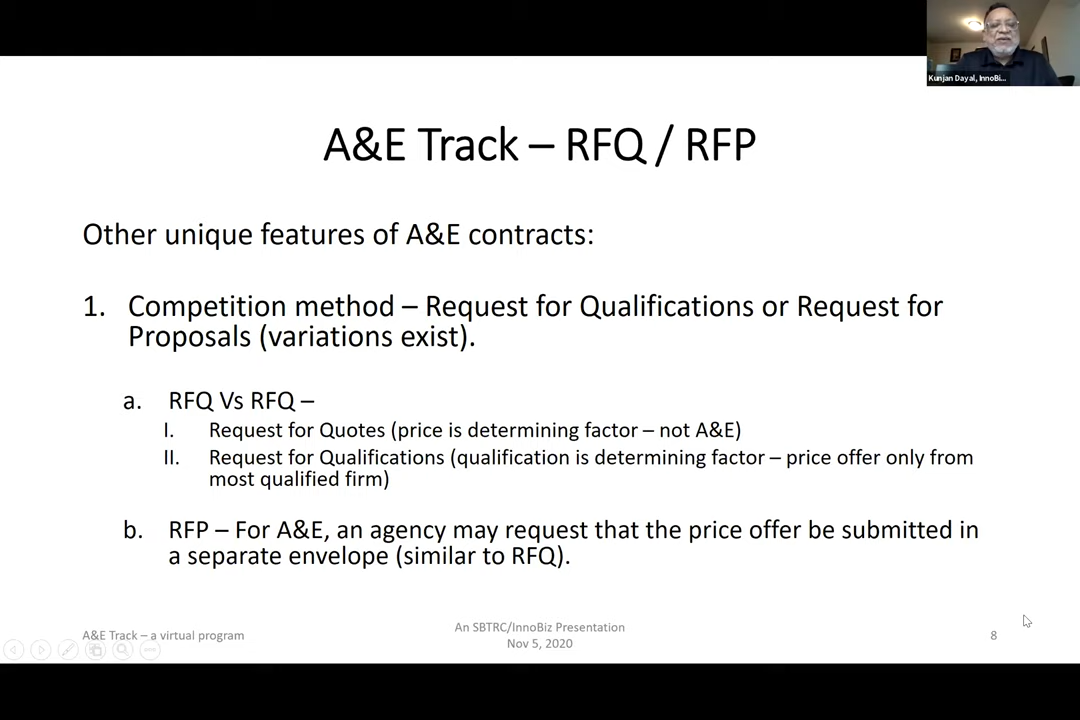 Kunjan Dayal, InnoBi...
A&E Track – RFQ / RFP
Other unique features of A&E contracts:
1. Competition method – Request for Qualifications or Request for
Proposals (variations exist).
a. RFQ Vs RFQ –
I. Request for Quotes (price is determining factor – not A&E)
II. Request for Qualifications (qualification is determining factor – price offer only from
most qualified firm)
b. RFP – For A&E, an agency may request that the price offer be submitted in
a separate envelope (similar to RFQ).
A&E Track – a virtual program
An SBTRC/InnoBiz Presentation
Nov 5, 2020
8